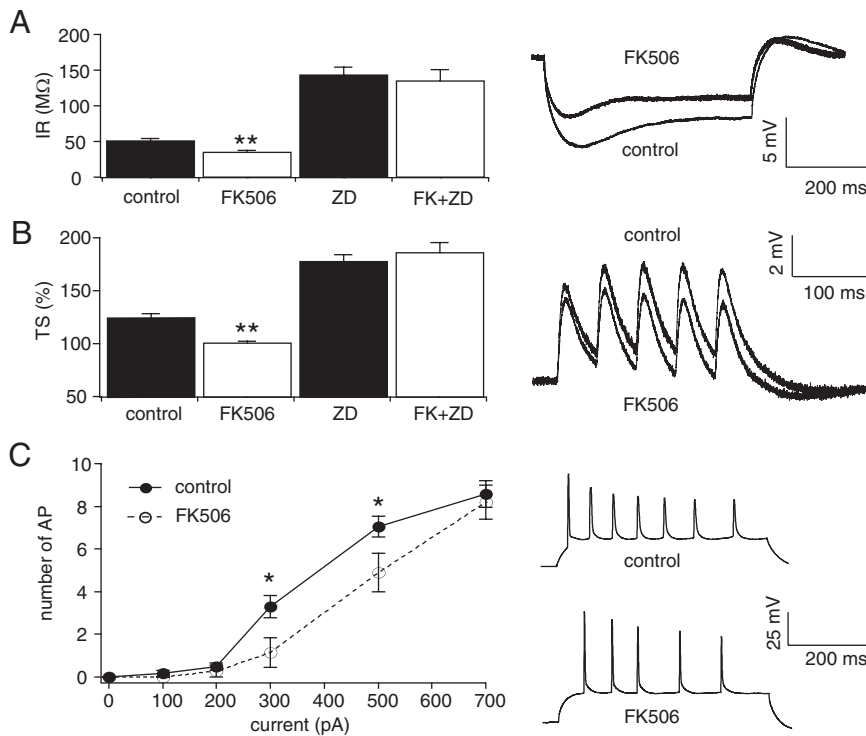 A
200
150
100
50
0
IR (MΩ)
**
control FK506 ZD FK+ZD
FK506
control
5 mV
200 ms
B
200
150
100
50
TS (%)
**
control FK506 ZD FK+ZD
control
FK506
2 mV
100 ms
C
10
8
6
4
2
0
number of AP
control
FK506
*
*
0 100 200 300 400 500 600 700
current (pA)
control
FK506
25 mV
200 ms